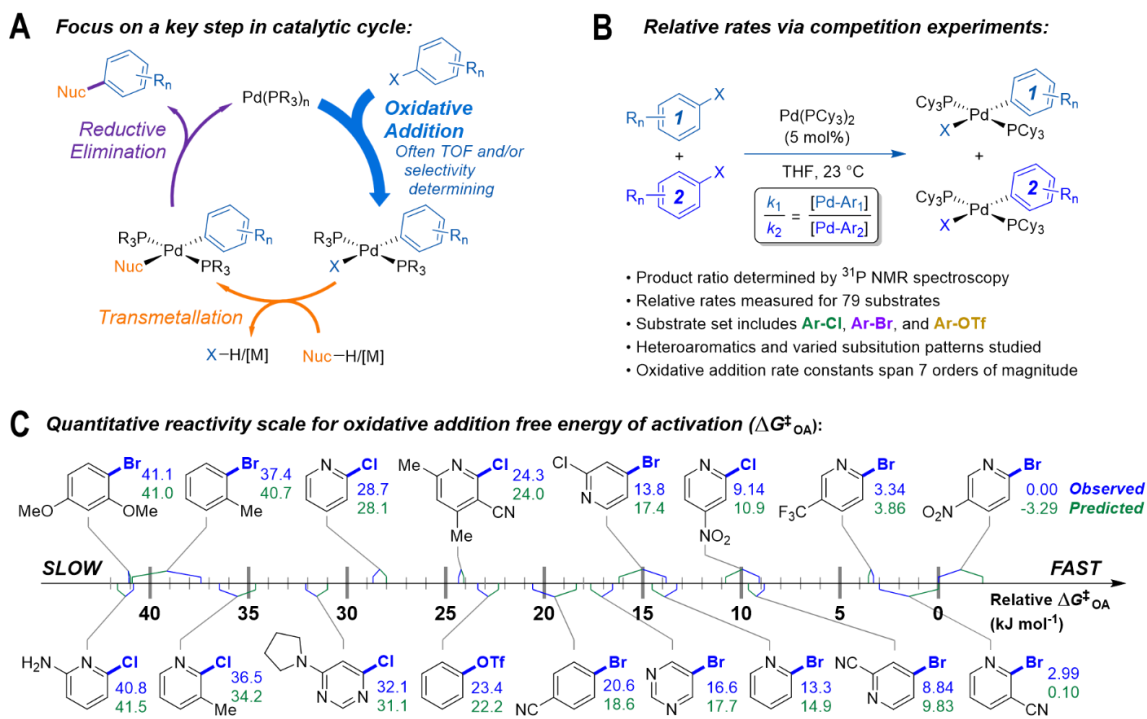 A Focus on a key step in catalytic cycle:
Nuc
Rn
Pd(PR3)n
X
Rn
Oxidative
Addition
Often TOF and/or
selectivity
determining
Reductive
Elimination
R3P
Pd
Rn
Nuc
PR3
R3P
Pd
Rn
X
PR3
Transmetallation
X–H/[M]
Nuc–H/[M]
B Relative rates via competition experiments:
Rn
1
X
+
Rn
2
X
Pd(PCy3)2
(5 mol%)
THF, 23 °C
k1/k2 = [Pd-Ar1]/[Pd-Ar2]
Cy3P
Pd
1
Rn
X
PCy3
+
Cy3P
Pd
2
Rn
X
PCy3
• Product ratio determined by 31P NMR spectroscopy
• Relative rates measured for 79 substrates
• Substrate set includes Ar-Cl, Ar-Br, and Ar-OTf
• Heteroaromatics and varied subsitution patterns studied
• Oxidative addition rate constants span 7 orders of magnitude
C Quantitative reactivity scale for oxidative addition free energy of activation (ΔG‡OA):
Br
41.1
41.0
MeO
OMe
Br
37.4
40.7
Me
N
Cl
28.7
28.1
Me
N
Cl
24.3
24.0
CN
Me
Cl
Br
N
13.8
17.4
N
Cl
9.14
10.9
NO2
N
Br
3.34
3.86
F3C
N
Br
0.00 Observed
-3.29 Predicted
O2N
SLOW
FAST
40 35 30 25 20 15 10 5 0
Relative ΔG‡OA
(kJ mol-1)
H2N
N
Cl
40.8
41.5
N
Cl
36.5
34.2
Me
N
Cl
N
N
32.1
31.1
OTf
23.4
22.2
Br
20.6
18.6
NC
Br
N
N
16.6
17.7
N
Br
13.3
14.9
CN
Br
N
8.84
9.83
N
Br
2.99
0.10
CN